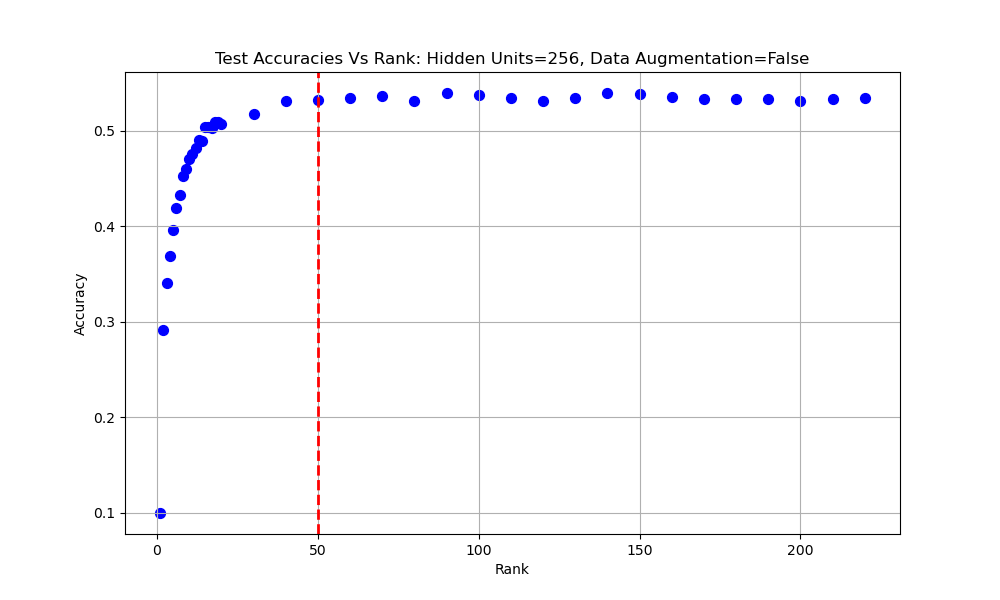 Test Accuracies Vs Rank: Hidden Units=256, Data Augmentation=False
0.5
0.4
0.3
0.2
0.1
Accuracy
0 50 100 150 200
Rank